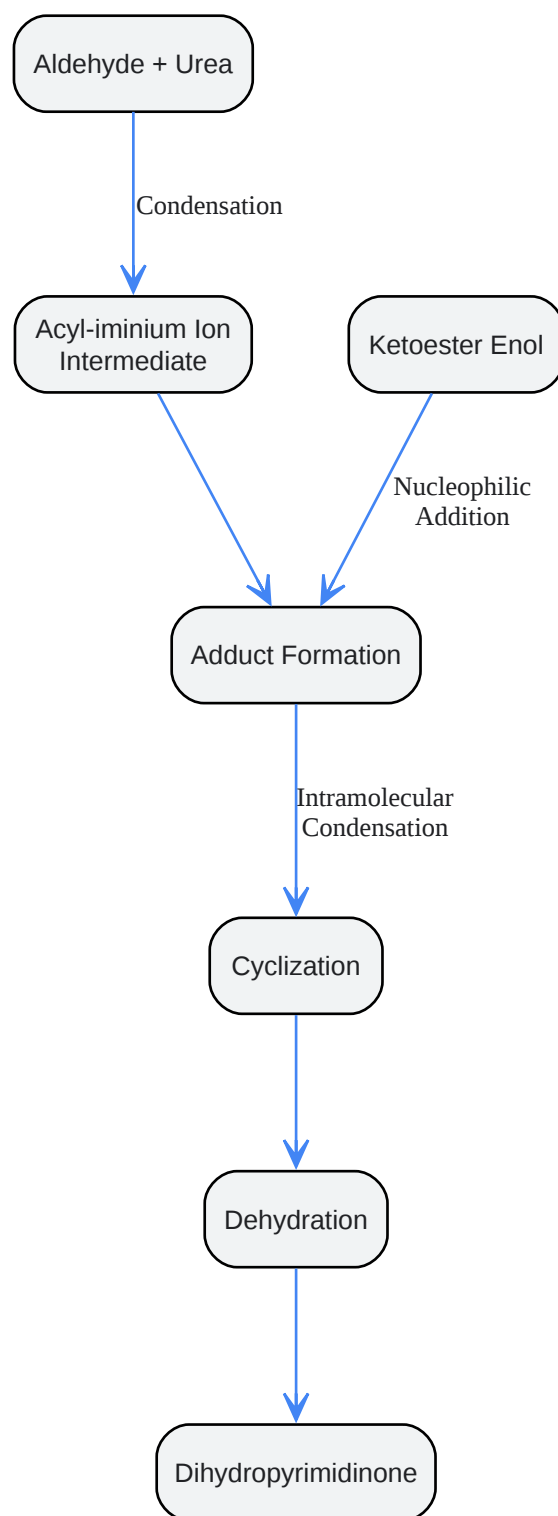 Aldehyde + Urea
Condensation
Acyl-iminium Ion
Intermediate
Ketoester Enol
Nucleophilic
Addition
Adduct Formation
Intramolecular
Condensation
Cyclization
Dehydration
Dihydropyrimidinone